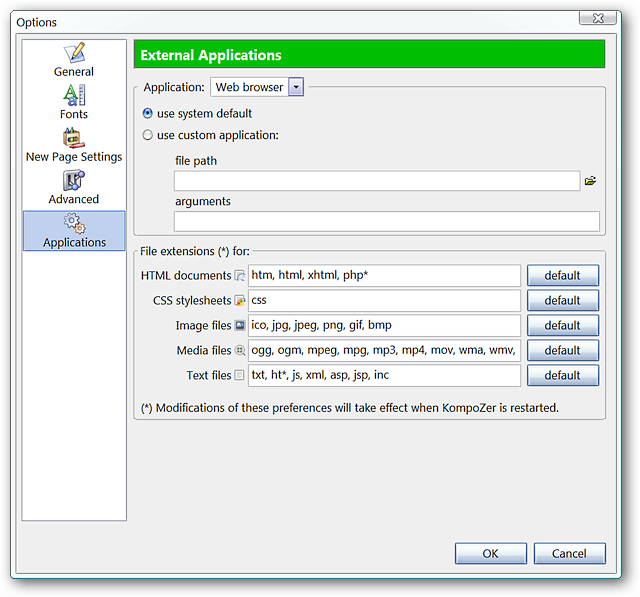 Options
General
Fonts
New Page Settings
Advanced
Applications
External Applications
Application: Web browser
use system default
use custom application:
file path
arguments
File extensions (*) for:
HTML documents htm, html, xhtml, php* default
CSS stylesheets css default
Image files ico, jpg, jpeg, png, gif, bmp default
Media files ogg, ogm, mpeg, mpg, mp3, mp4, mov, wma, wmv, default
Text files txt, ht*, js, xml, asp, jsp, inc default
(*) Modifications of these preferences will take effect when KompoZer is restarted.
OK Cancel